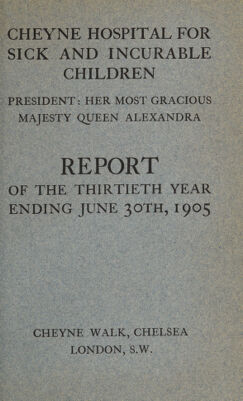 CHEYNE HOSPITAL FOR
SICK AND INCURABLE
CHILDREN
PRESIDENT: HER MOST GRACIOUS
MAJESTY QUEEN ALEXANDRA
REPORT
OF THE THIRTIETH YEAR
ENDING JUNE 30TH, 1905
CHEYNE WALK, CHELSEA
LONDON, S.W.